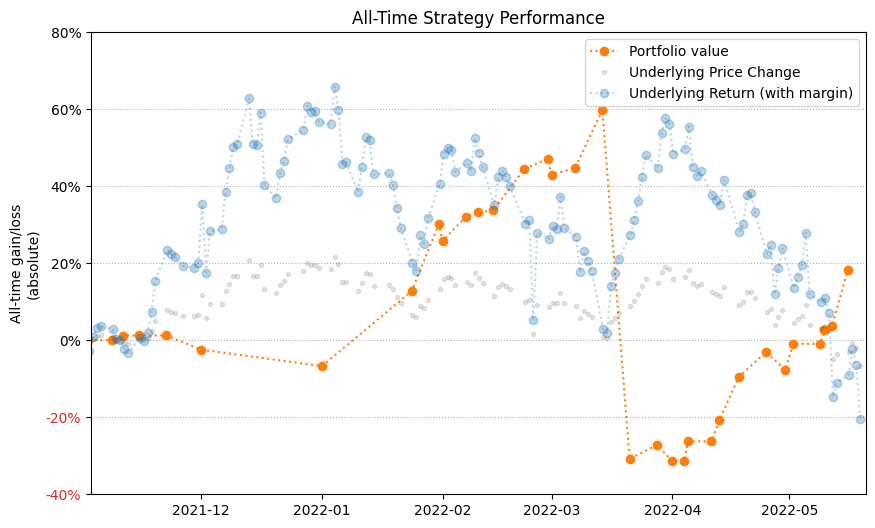 All-Time Strategy Performance
All-time gain/loss
(absolute)
80%
60%
40%
20%
0%
-20%
-40%
Portfolio value
Underlying Price Change
Underlying Return (with margin)
2021-12
2022-01
2022-02
2022-03
2022-04
2022-05